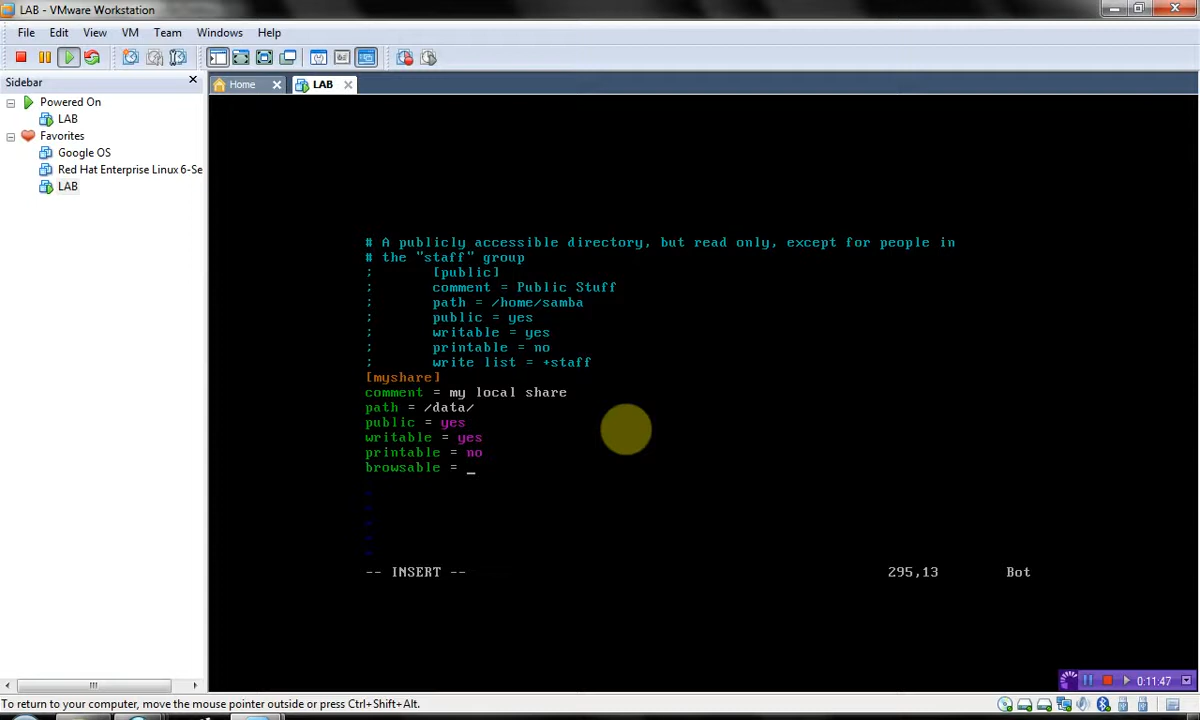 LAB - VMware Workstation
File Edit View VM Team Windows Help
Sidebar
Home LAB
Powered On
LAB
Favorites
Google OS
Red Hat Enterprise Linux 6-Se
LAB
# A publicly accessible directory, but read only, except for people in
# the "staff" group
; [public]
; comment = Public Stuff
; path = /home/samba
; public = yes
; writable = yes
; printable = no
; write list = +staff
[myshare]
comment = my local share
path = /data/
public = yes
writable = yes
printable = no
browsable = _
~
~
~
~
~
-- INSERT -- 295,13 Bot
0:11:47
To return to your computer, move the mouse pointer outside or press Ctrl+Shift+Alt.